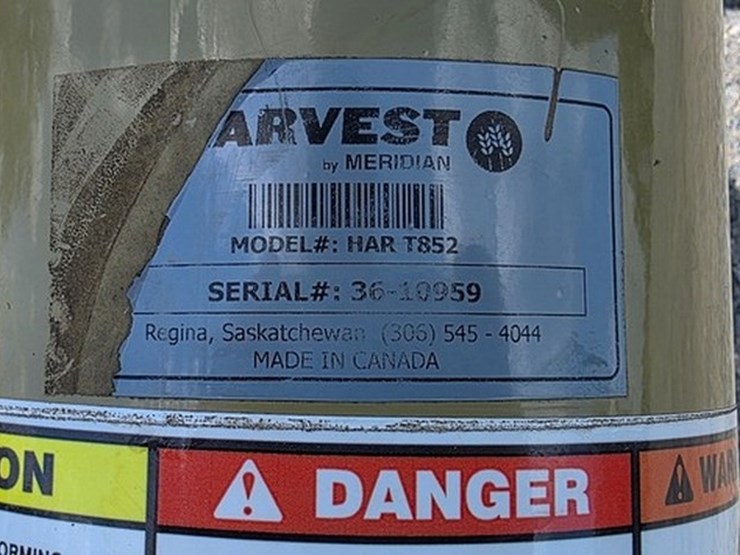 ARVEST
by MERIDIAN
MODEL#: HAR T852
SERIAL#: 36-10959
Regina, Saskatchewan (306) 545 - 4044
MADE IN CANADA
ON
DANGER
WAR
ORMING